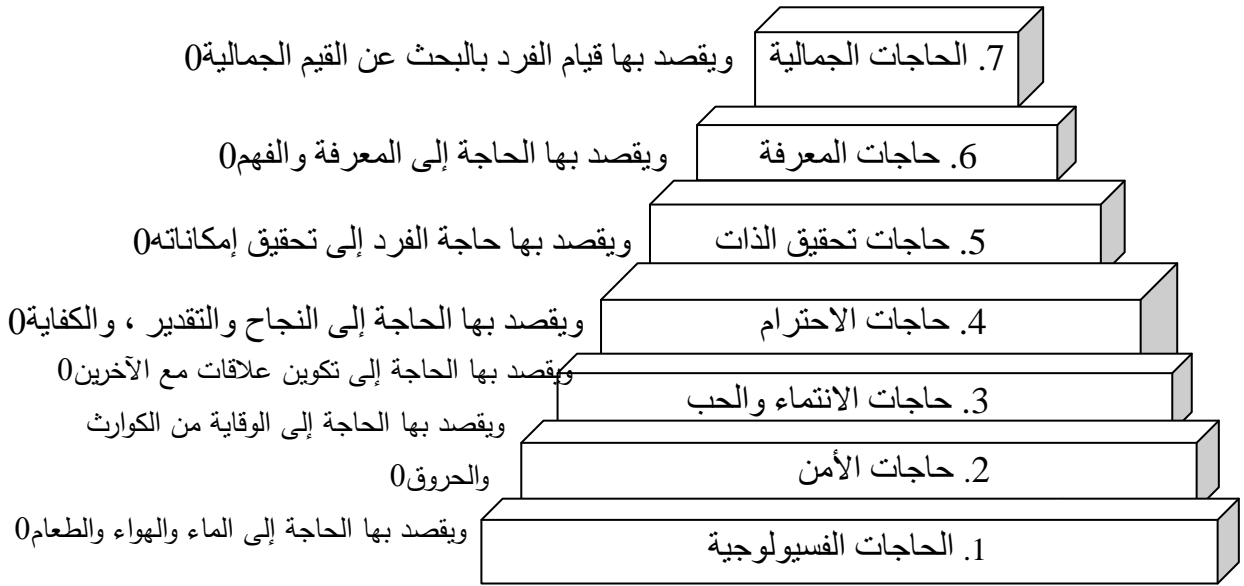 7. الحاجات الجمالية
ويقصد بها قيام الفرد بالبحث عن القيم الجمالية0
6. حاجات المعرفة
ويقصد بها الحاجة إلى المعرفة والفهم0
5. حاجات تحقيق الذات
ويقصد بها حاجة الفرد إلى تحقيق إمكاناته0
4. حاجات الاحترام
ويقصد بها الحاجة إلى النجاح والتقدير ، والكفاية0
3. حاجات الانتماء والحب
ويقصد بها الحاجة إلى تكوين علاقات مع الآخرين0
2. حاجات الأمن
ويقصد بها الحاجة إلى الوقاية من الكوارث
والحروق0
1. الحاجات الفسيولوجية
ويقصد بها الحاجة إلى الماء والهواء والطعام0